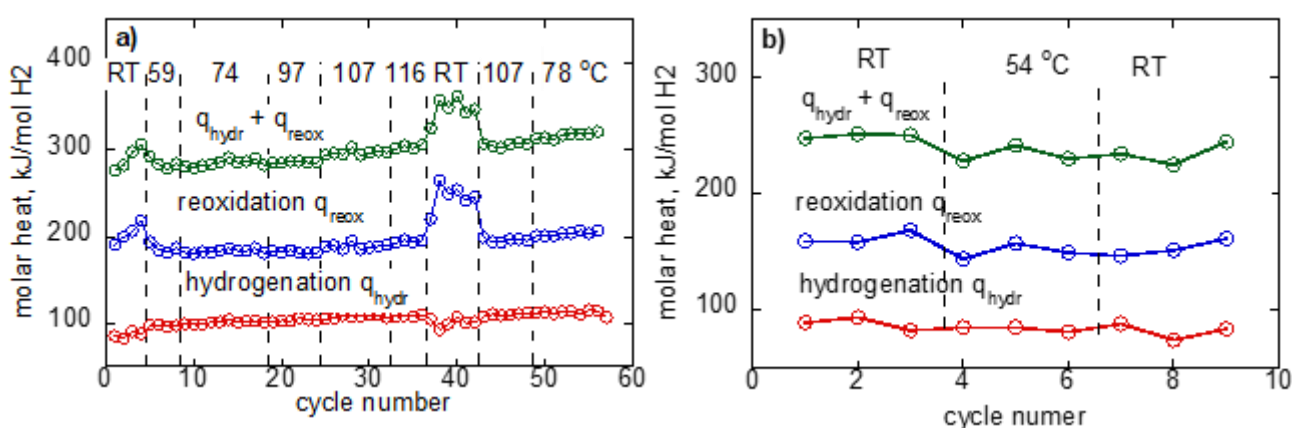 a)
400
300
200
100
0
0 10 20 30 40 50 60
RT 59 74 97 107 116 RT 107 78 °C
q_hydr + q_reox
reoxidation q_reox
hydrogenation q_hydr
molar heat, kJ/mol H2
cycle number
b)
300
200
100
0 2 4 6 8 10
RT 54 °C RT
q_hydr + q_reox
reoxidation q_reox
hydrogenation q_hydr
molar heat, kJ/mol H2
cycle numer